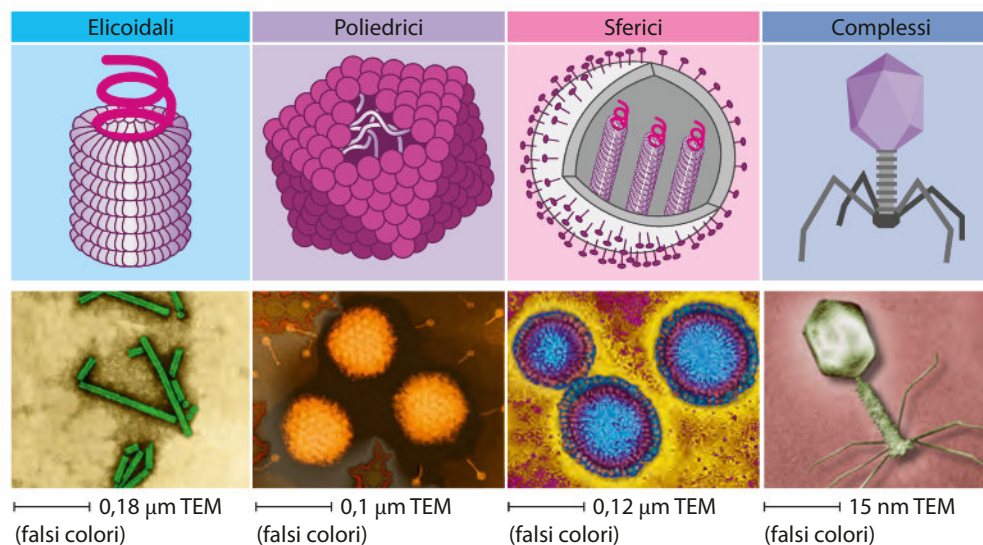 Elicoidali
Poliedrici
Sferici
Complessi
0,18 μm TEM
(falsi colori)
0,1 μm TEM
(falsi colori)
0,12 μm TEM
(falsi colori)
15 nm TEM
(falsi colori)